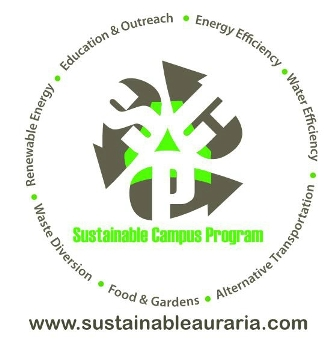 Education & Outreach • Energy Efficiency • Water Efficiency • Alternative Transportation • Food & Gardens • Waste Diversion • Renewable Energy •
SCP
Sustainable Campus Program
www.sustainableauraria.com